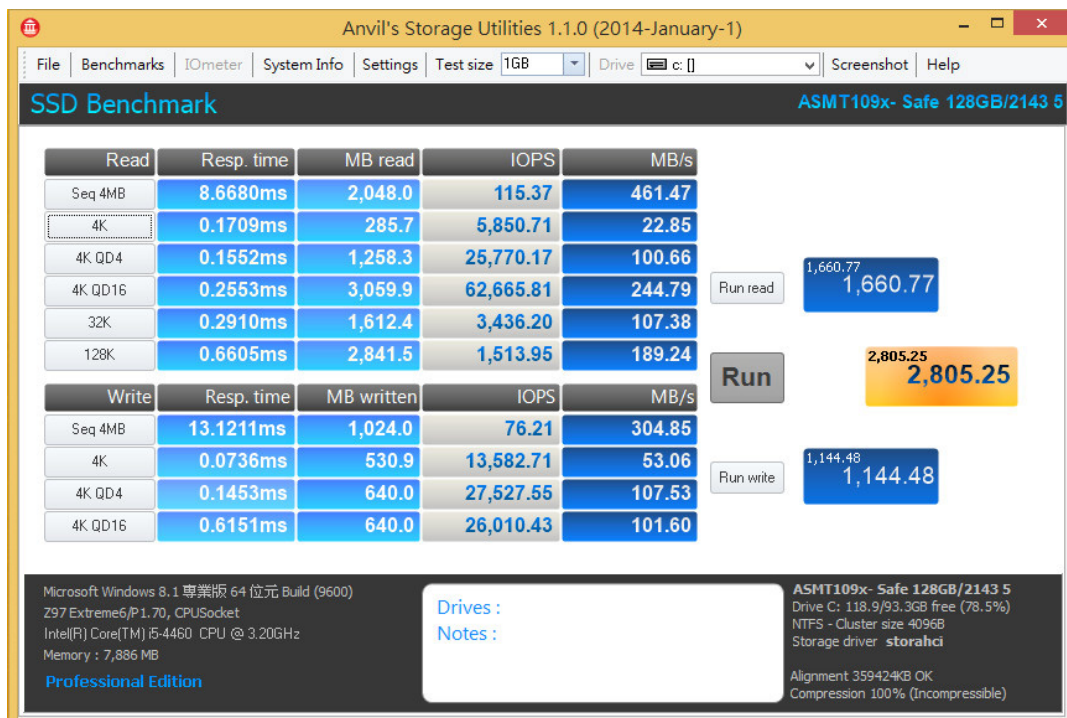 Anvil's Storage Utilities 1.1.0 (2014-January-1)
File Benchmarks IOmeter System Info Settings Test size 1GB Drive c: [] Screenshot Help
SSD Benchmark ASMT109x- Safe 128GB/2143 5
Read Resp. time MB read IOPS MB/s
Seq 4MB 8.6680ms 2,048.0 115.37 461.47
4K 0.1709ms 285.7 5,850.71 22.85
4K QD4 0.1552ms 1,258.3 25,770.17 100.66
4K QD16 0.2553ms 3,059.9 62,665.81 244.79
32K 0.2910ms 1,612.4 3,436.20 107.38
128K 0.6605ms 2,841.5 1,513.95 189.24
Run read
1,660.77
1,660.77
Run
2,805.25
2,805.25
Write Resp. time MB written IOPS MB/s
Seq 4MB 13.1211ms 1,024.0 76.21 304.85
4K 0.0736ms 530.9 13,582.71 53.06
4K QD4 0.1453ms 640.0 27,527.55 107.53
4K QD16 0.6151ms 640.0 26,010.43 101.60
Run write
1,144.48
1,144.48
Microsoft Windows 8.1 專業版 64 位元 Build (9600)
Z97 Extreme6/P1.70, CPUSocket
Intel(R) Core(TM) i5-4460 CPU @ 3.20GHz
Memory : 7,886 MB
Professional Edition
Drives :
Notes :
ASMT109x- Safe 128GB/2143 5
Drive C: 118.9/93.3GB free (78.5%)
NTFS - Cluster size 4096B
Storage driver storahci
Alignment 359424KB OK
Compression 100% (Incompressible)